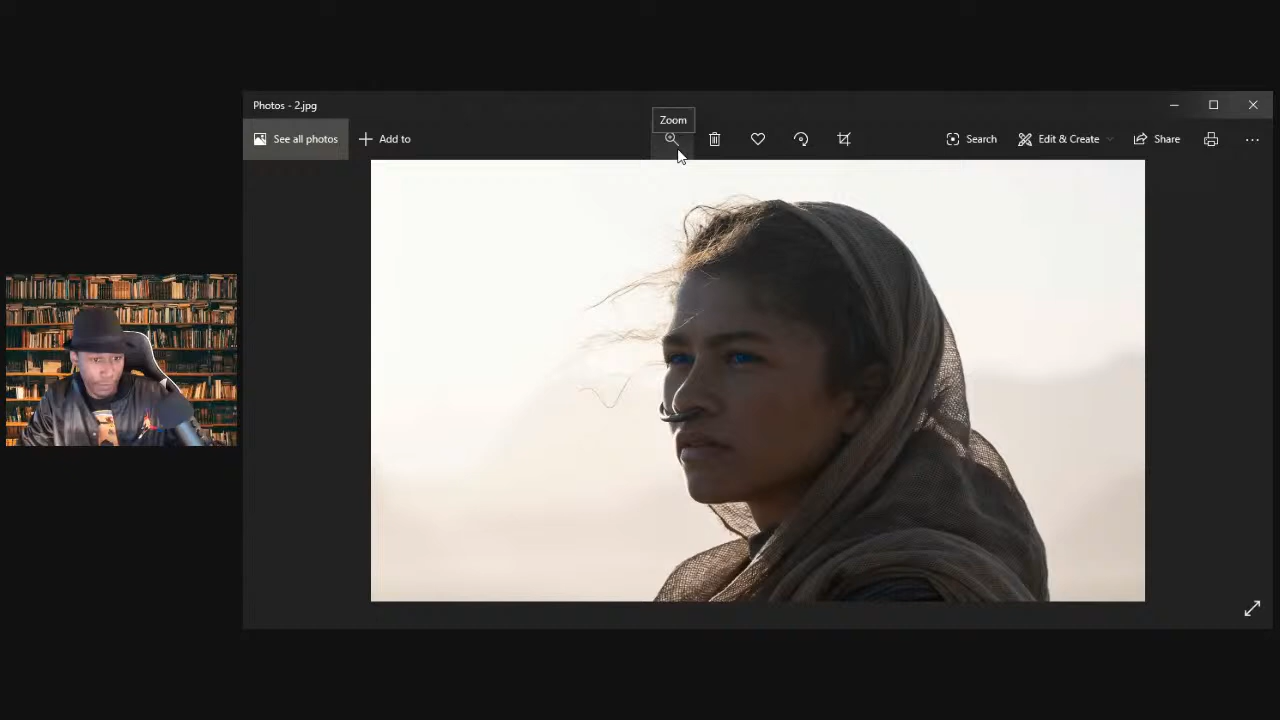 Photos - 2.jpg
Zoom
See all photos
Add to
Search
Edit & Create
Share